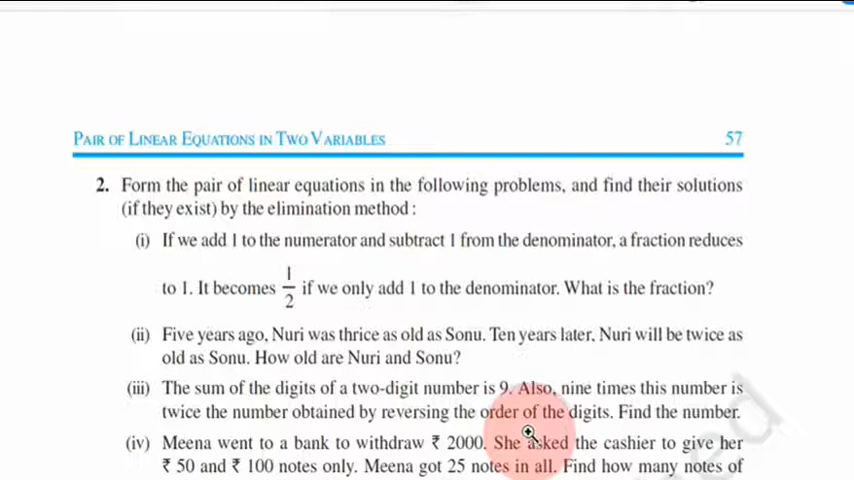 PAIR OF LINEAR EQUATIONS IN TWO VARIABLES 57
2. Form the pair of linear equations in the following problems, and find their solutions
(if they exist) by the elimination method :
(i) If we add 1 to the numerator and subtract 1 from the denominator, a fraction reduces
to 1. It becomes 1/2 if we only add 1 to the denominator. What is the fraction?
(ii) Five years ago, Nuri was thrice as old as Sonu. Ten years later, Nuri will be twice as
old as Sonu. How old are Nuri and Sonu?
(iii) The sum of the digits of a two-digit number is 9. Also, nine times this number is
twice the number obtained by reversing the order of the digits. Find the number.
(iv) Meena went to a bank to withdraw ₹ 2000. She asked the cashier to give her
₹ 50 and ₹ 100 notes only. Meena got 25 notes in all. Find how many notes of